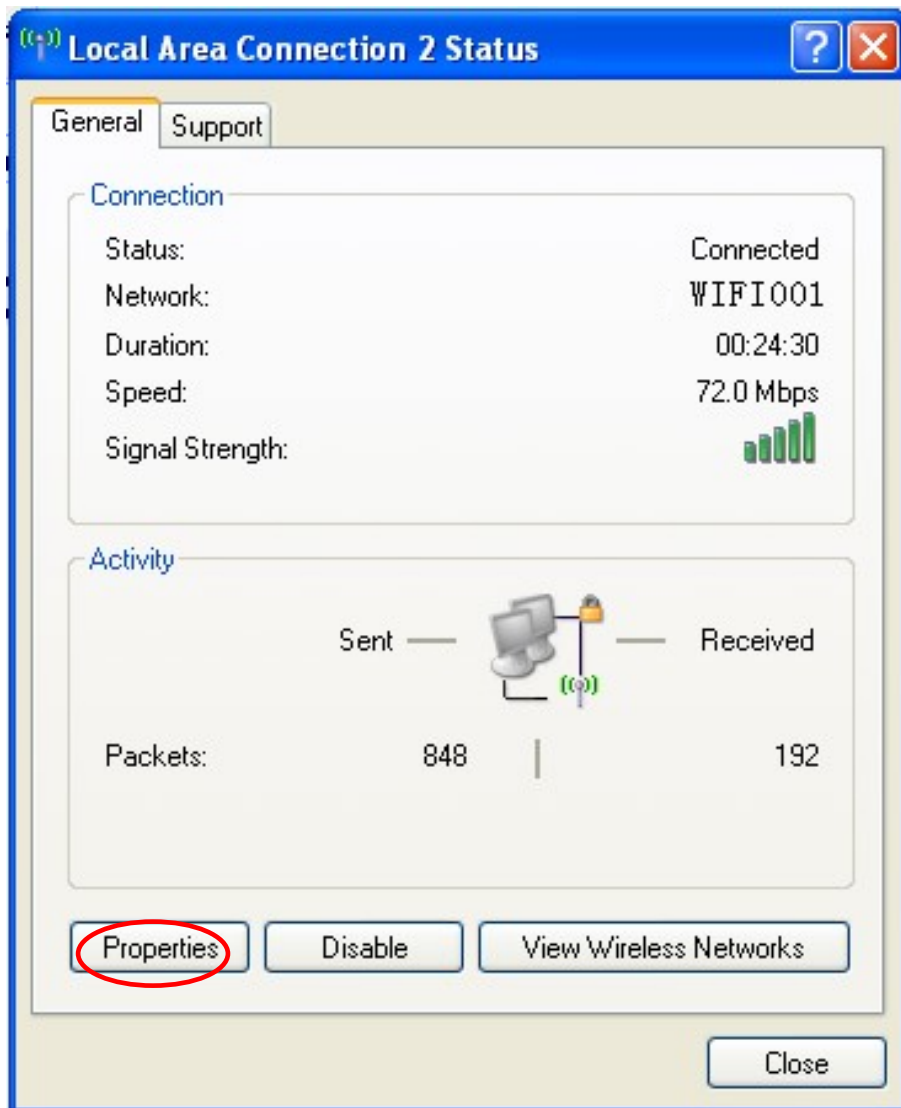 Local Area Connection 2 Status
General Support
Connection
Status: Connected
Network: WIFI001
Duration: 00:24:30
Speed: 72.0 Mbps
Signal Strength:
Activity
Sent Received
Packets: 848 192
Properties Disable View Wireless Networks
Close